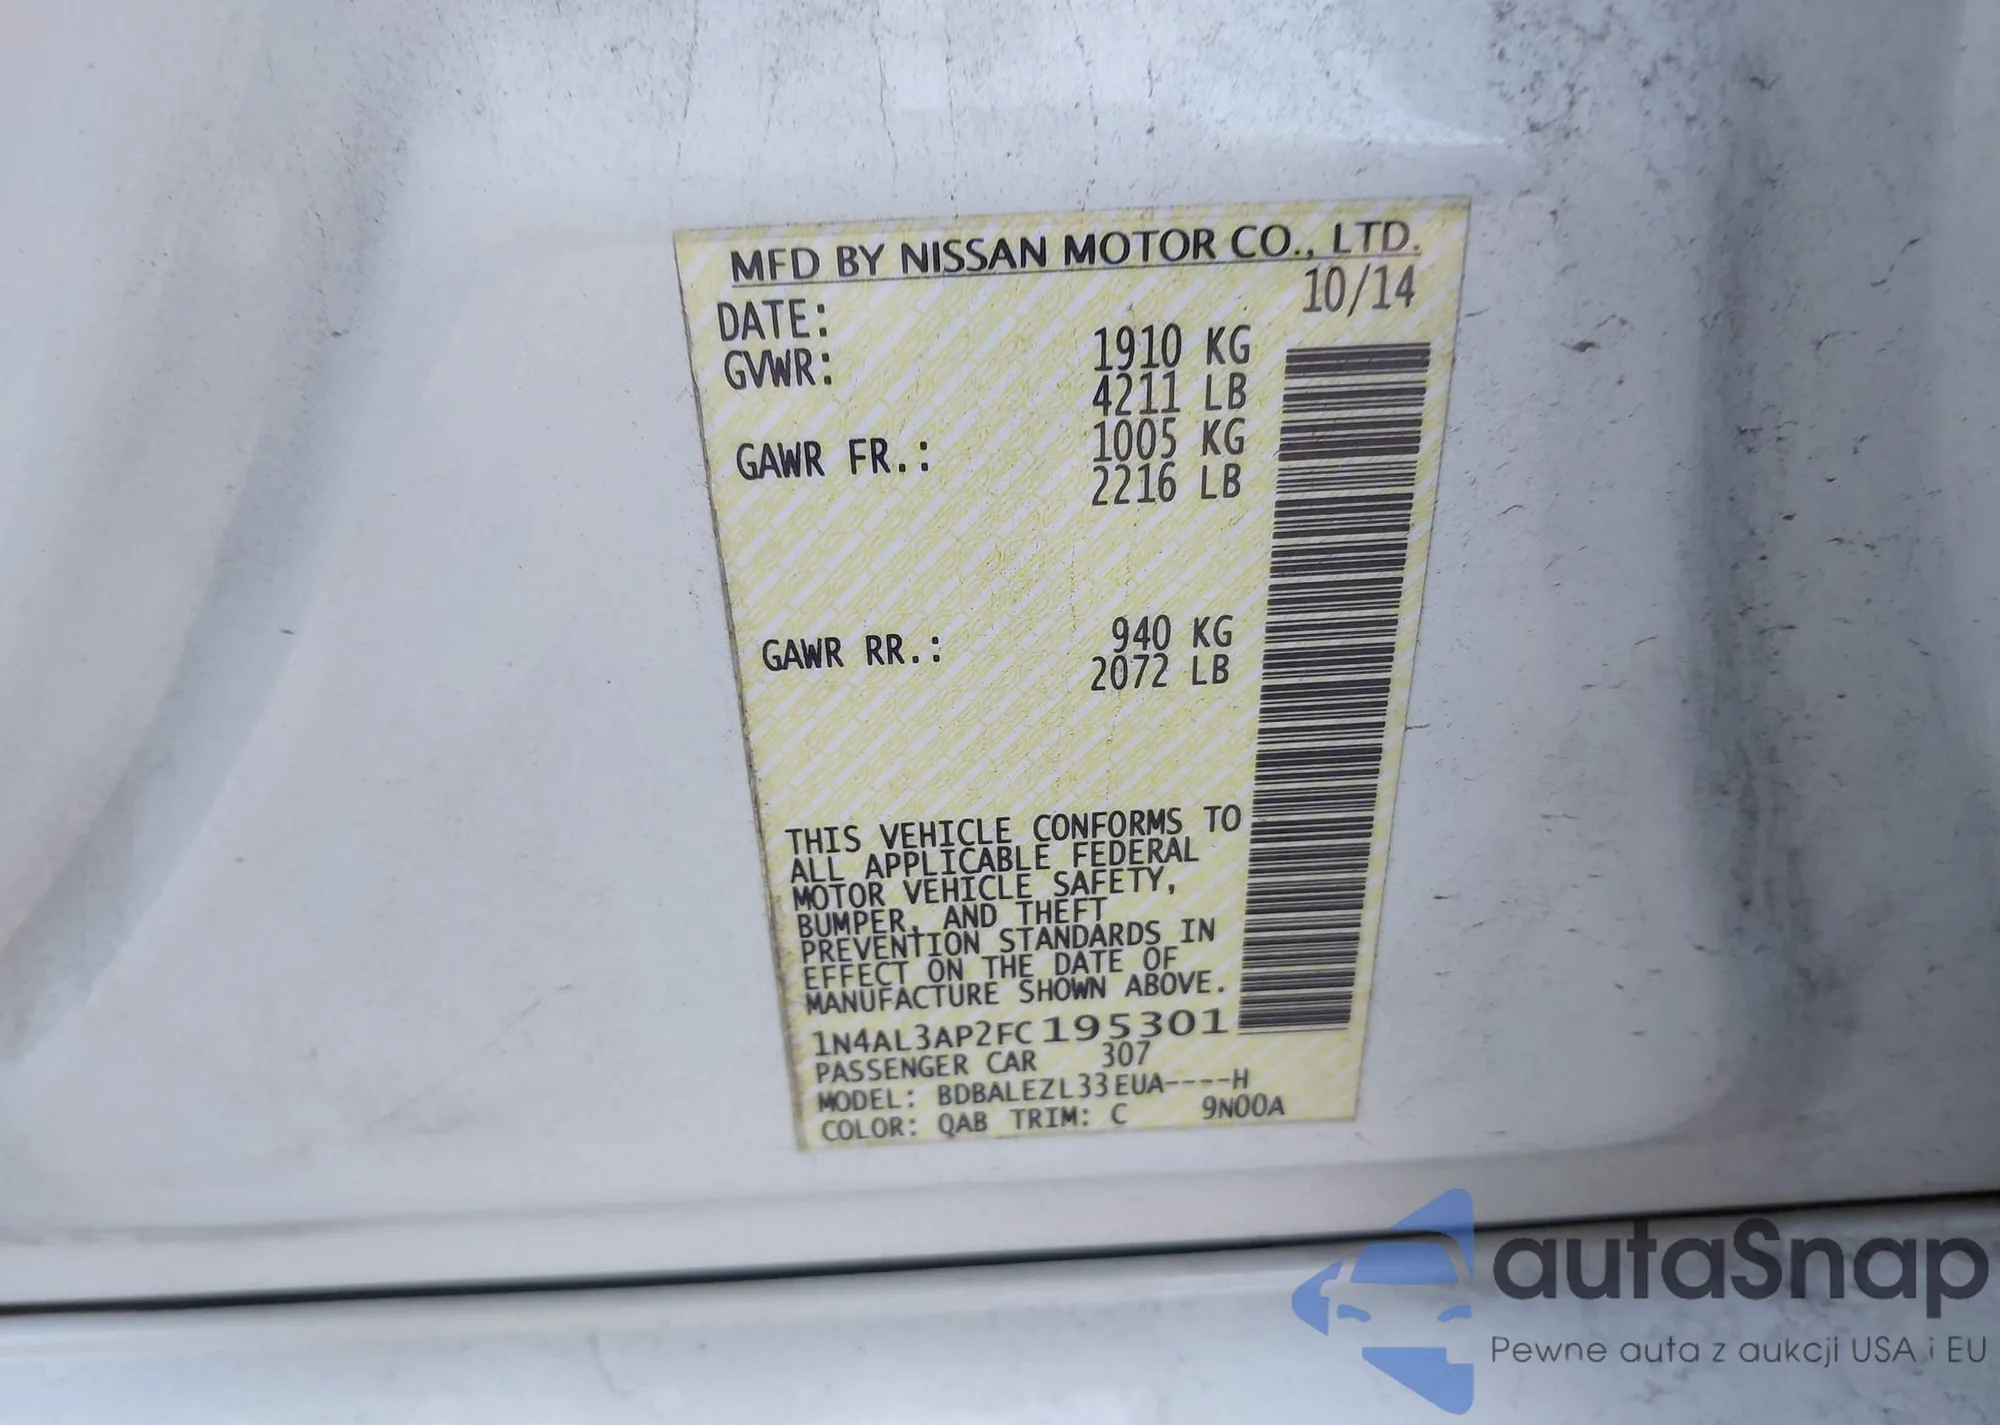 MFD BY NISSAN MOTOR CO., LTD.
DATE: 10/14
GVWR: 1910 KG
4211 LB
GAWR FR.: 1005 KG
2216 LB
GAWR RR.: 940 KG
2072 LB
THIS VEHICLE CONFORMS TO
ALL APPLICABLE FEDERAL
MOTOR VEHICLE SAFETY,
BUMPER, AND THEFT
PREVENTION STANDARDS IN
EFFECT ON THE DATE OF
MANUFACTURE SHOWN ABOVE.
1N4AL3AP2FC195301
PASSENGER CAR 307
MODEL: BDBALEZL33EUA----H
COLOR: QAB TRIM: C 9N00A
autaSnap
Pewne auta z aukcji USA i EU